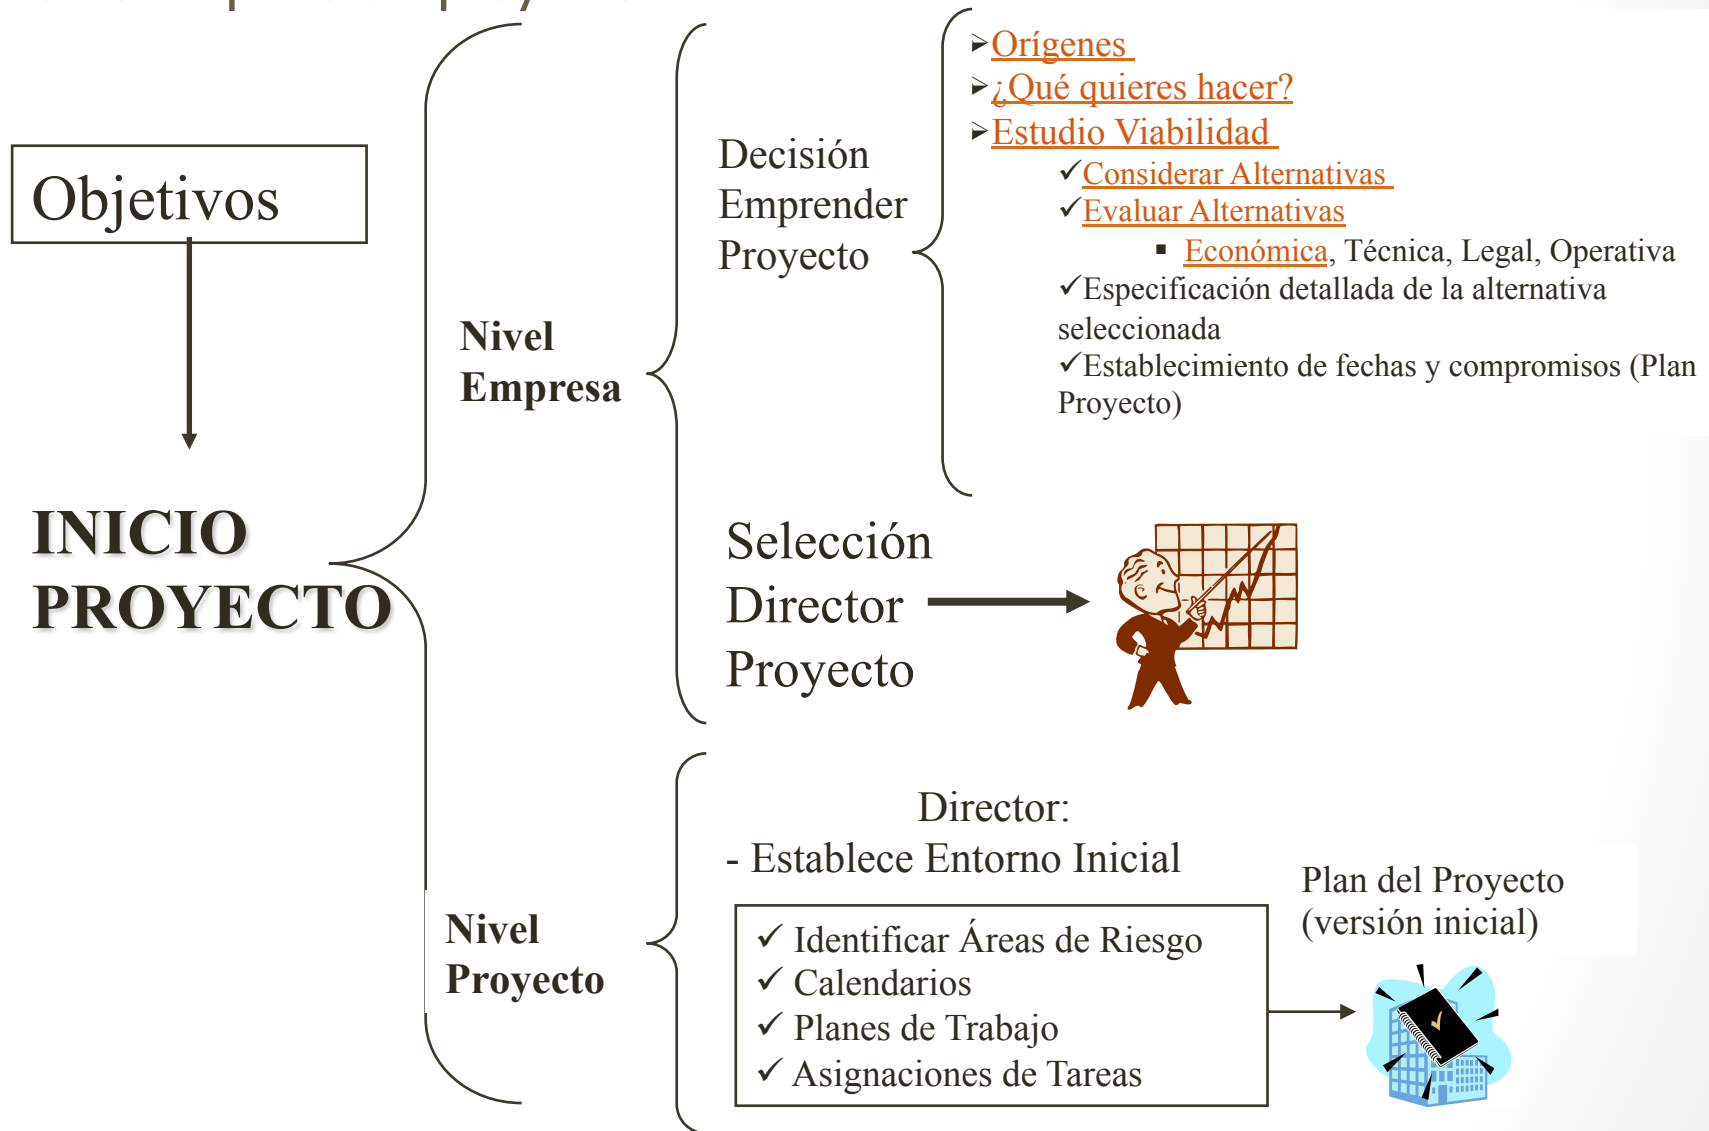 Objetivos
INICIO
PROYECTO
Nivel
Empresa
Decisión
Emprender
Proyecto
➢Orígenes
➢¿Qué quieres hacer?
➢Estudio Viabilidad
✓Considerar Alternativas
✓Evaluar Alternativas
▪ Económica, Técnica, Legal, Operativa
✓Especificación detallada de la alternativa
seleccionada
✓Establecimiento de fechas y compromisos (Plan
Proyecto)
Selección
Director
Proyecto
Nivel
Proyecto
Director:
- Establece Entorno Inicial
✓ Identificar Áreas de Riesgo
✓ Calendarios
✓ Planes de Trabajo
✓ Asignaciones de Tareas
Plan del Proyecto
(versión inicial)